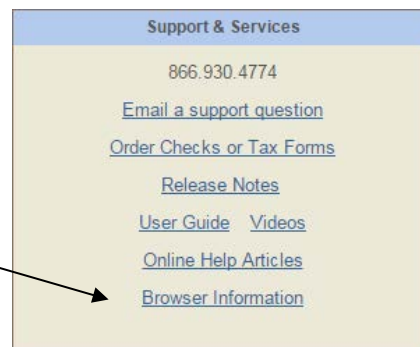 Support & Services
866.930.4774
Email a support question
Order Checks or Tax Forms
Release Notes
User Guide Videos
Online Help Articles
Browser Information